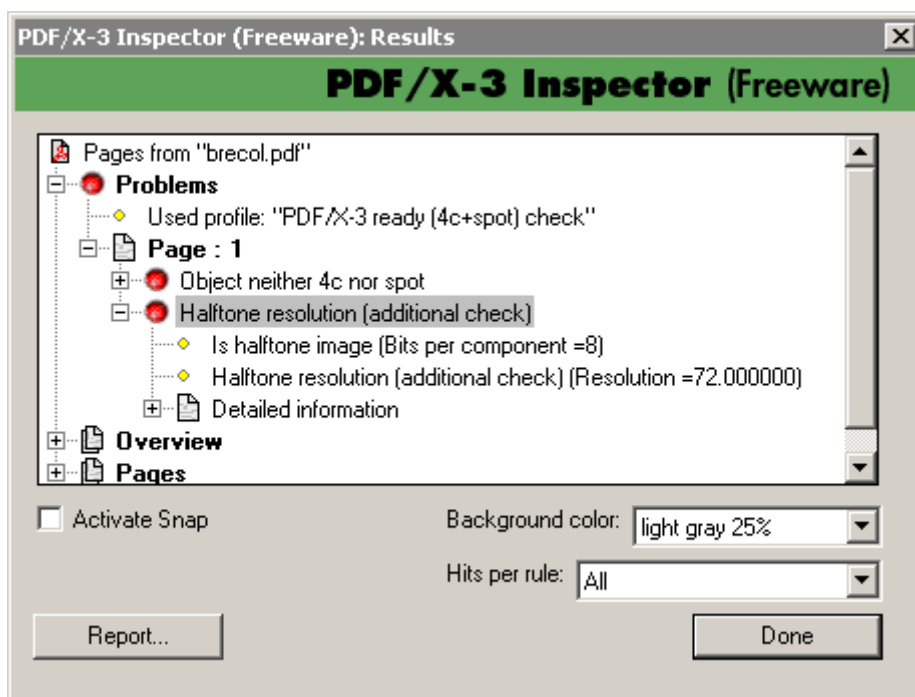 PDF/X-3 Inspector (Freeware): Results
PDF/X-3 Inspector (Freeware)
Pages from "brecol.pdf"
Problems
Used profile: "PDF/X-3 ready (4c+spot) check"
Page : 1
Object neither 4c nor spot
Halftone resolution (additional check)
Is halftone image (Bits per component =8)
Halftone resolution (additional check) (Resolution =72.000000)
Detailed information
Overview
Pages
Activate Snap
Background color: light gray 25%
Hits per rule: All
Report...
Done